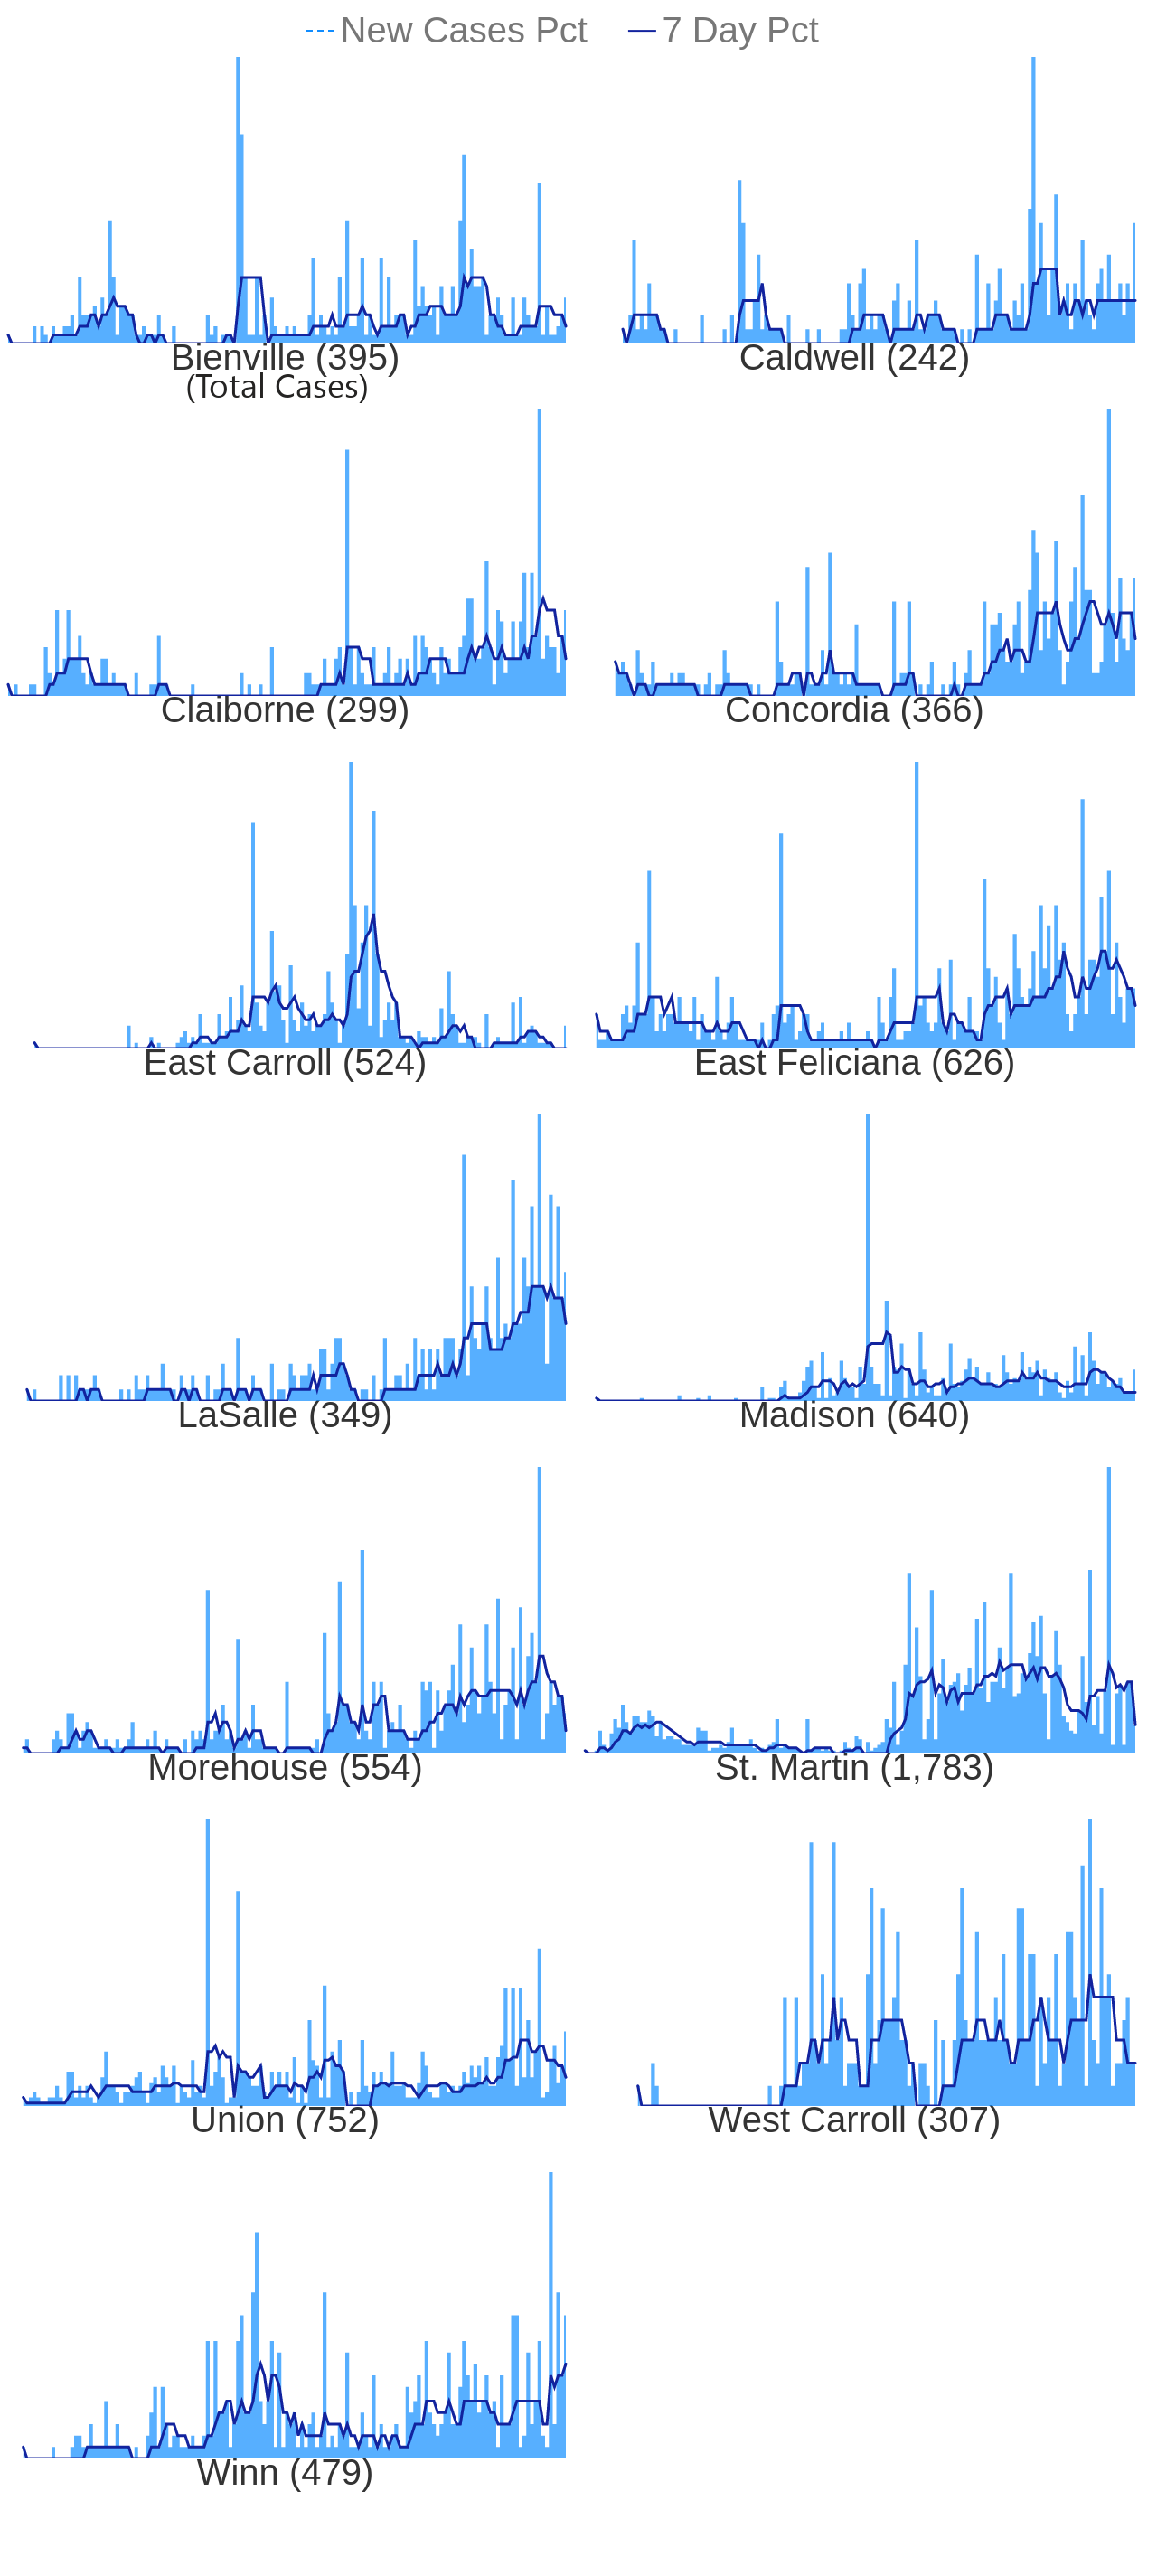 New Cases Pct 7 Day Pct
Bienville (395) Caldwell (242)
(Total Cases)
Claiborne (299) Concordia (366)
East Carroll (524) East Feliciana (626)
LaSalle (349) Madison (640)
Morehouse (554) St. Martin (1,783)
Union (752) West Carroll (307)
Winn (479)